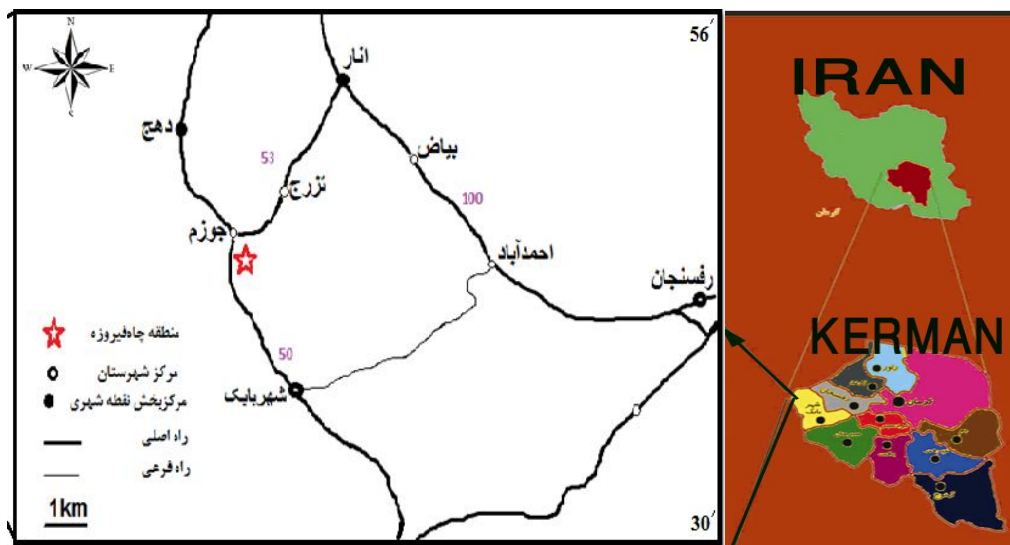 N
W
E
S
56′
انار
دهج
بیاض
53
نزرج
100
جوزم
احمدآباد
رفسنجان
50
شهربابک
منطقه چاه‌فیروزه
مرکز شهرستان
مرکزبخش نقطه شهری
راه اصلی
راه فرعی
1km
30′
IRAN
کرمان
KERMAN